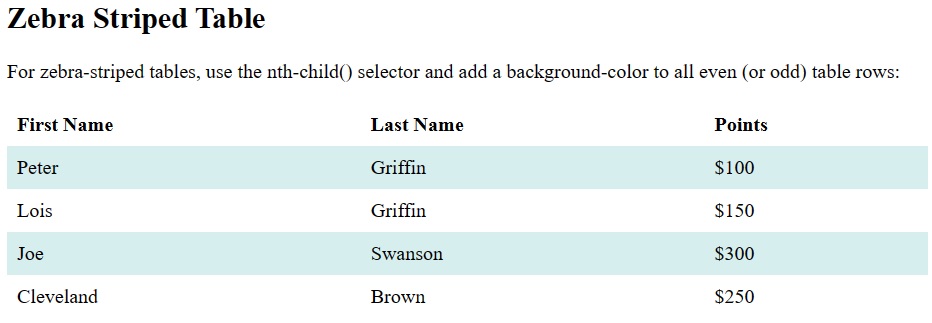 Zebra Striped Table
For zebra-striped tables, use the nth-child() selector and add a background-color to all even (or odd) table rows:
First Name Last Name Points
Peter Griffin $100
Lois Griffin $150
Joe Swanson $300
Cleveland Brown $250